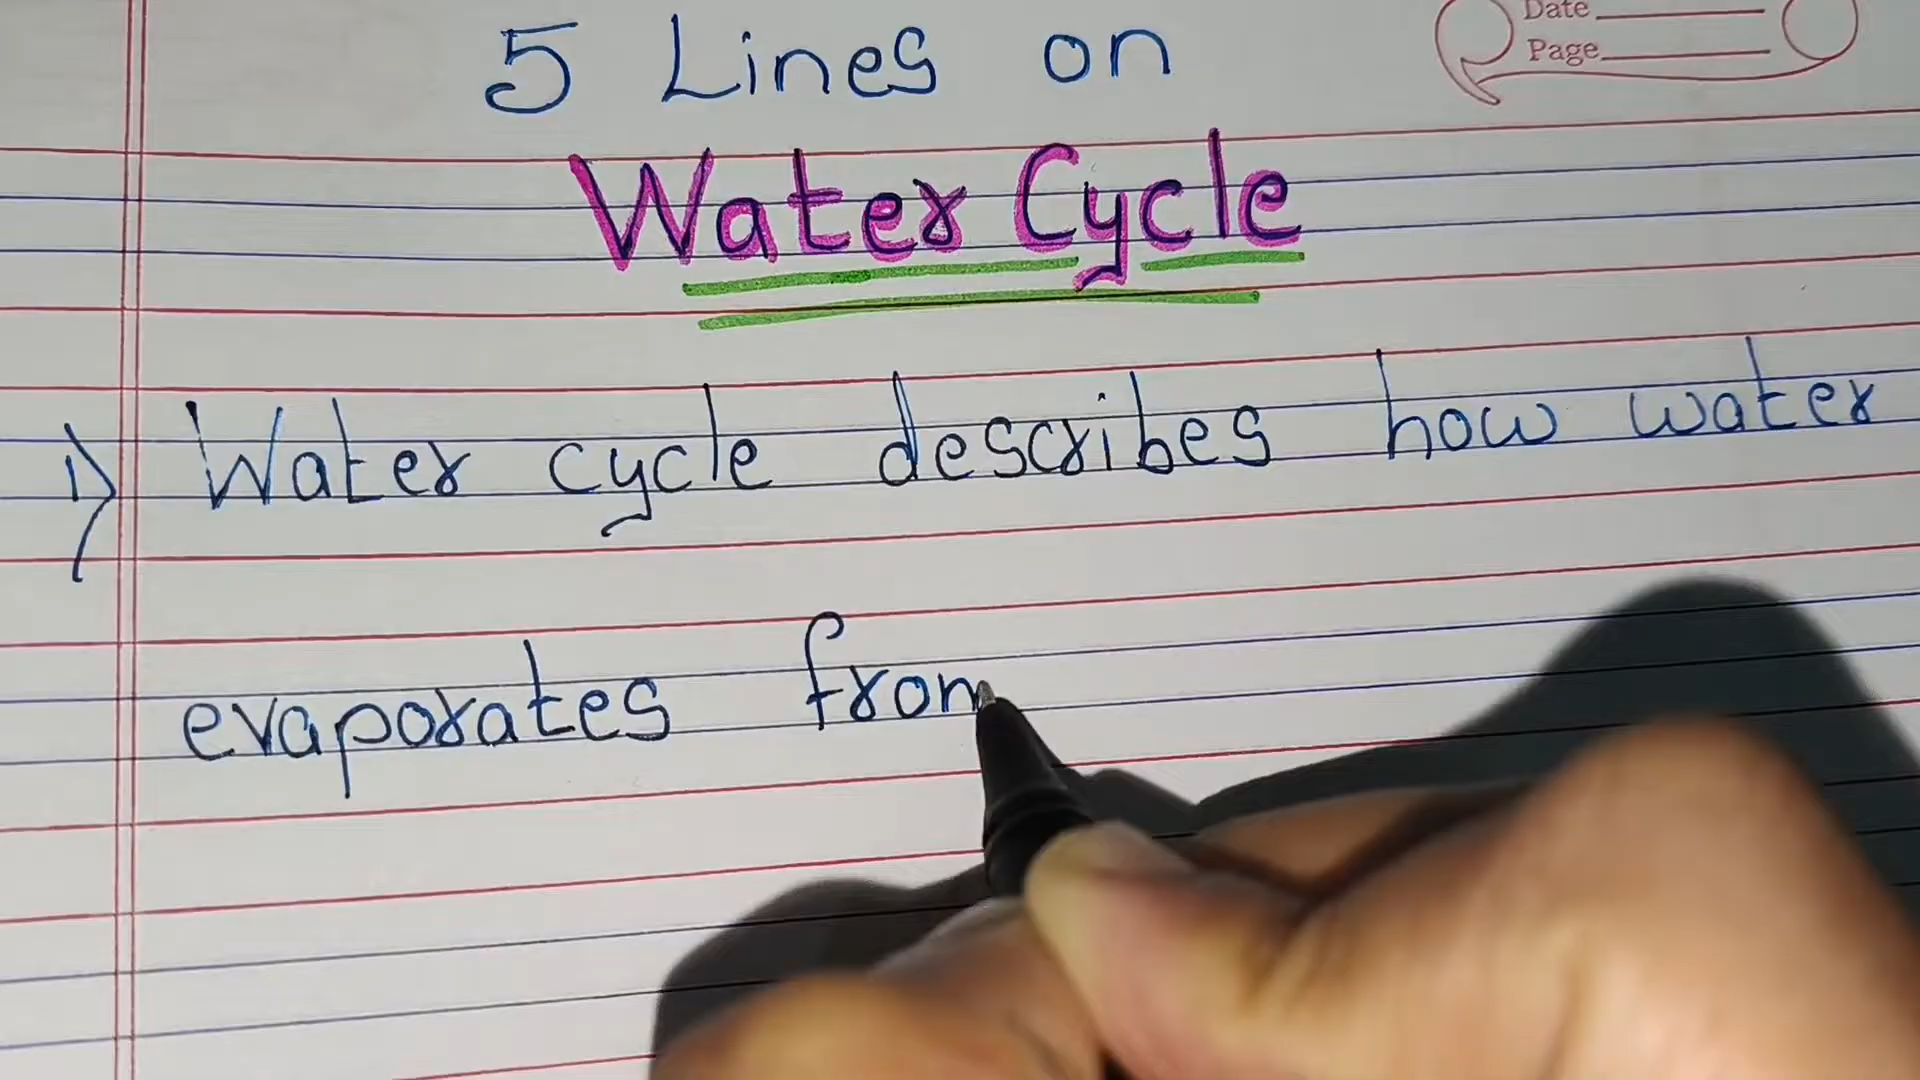 Date
Page
5 Lines on
Water Cycle
1) Water cycle describes how water
evaporates from